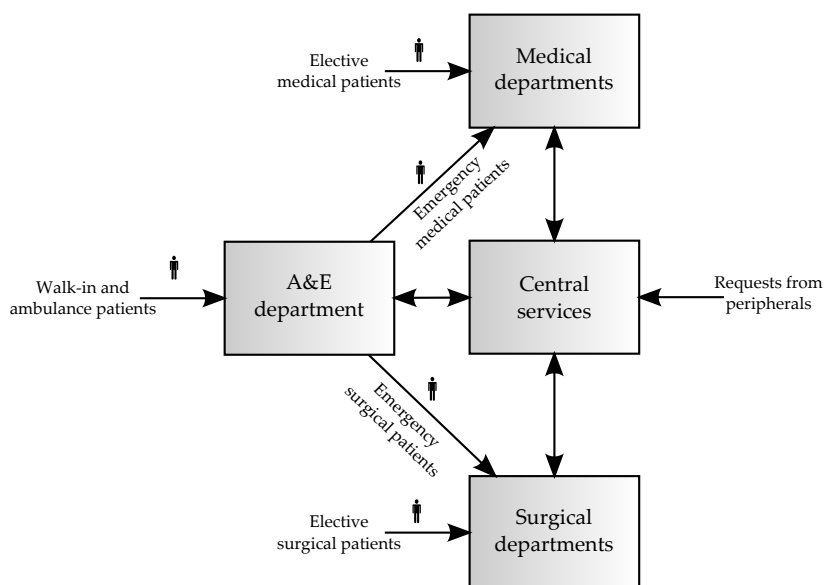 Elective
medical patients
Medical
departments
Emergency
medical patients
Walk-in and
ambulance patients
A&E
department
Central
services
Requests from
peripherals
Emergency
surgical patients
Elective
surgical patients
Surgical
departments